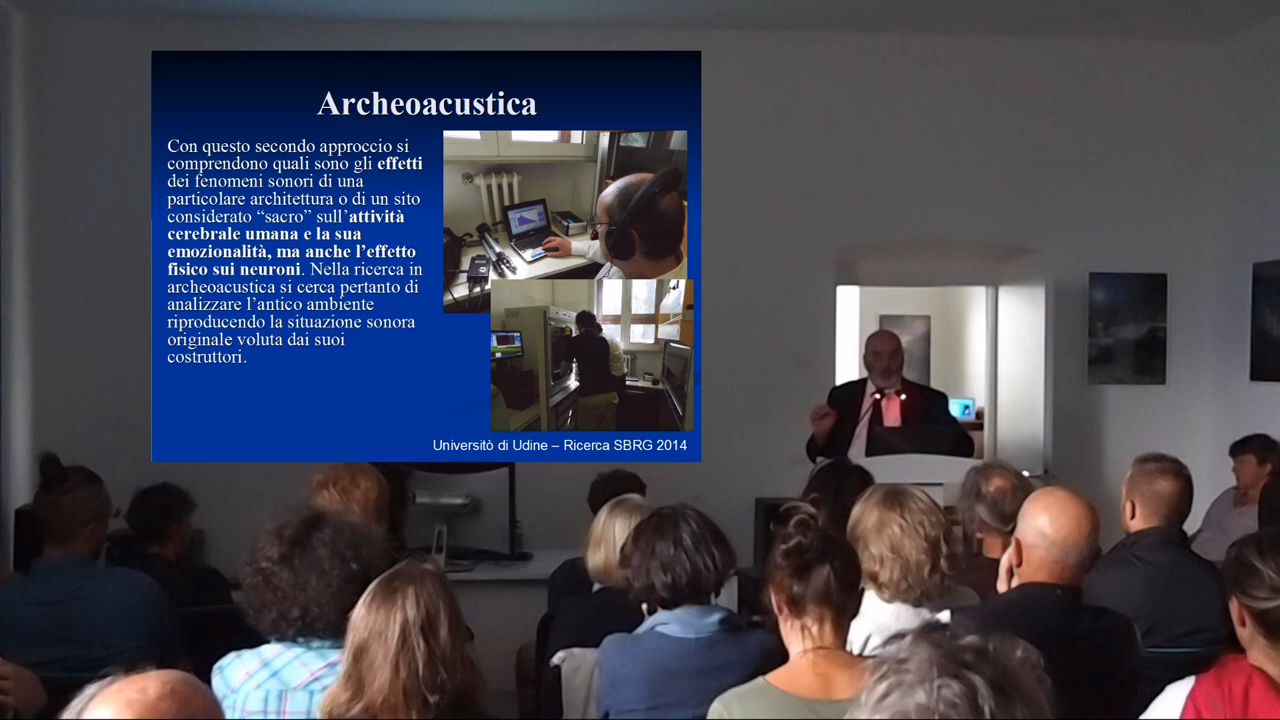 Archeoacustica
Con questo secondo approccio si
comprendono quali sono gli effetti
dei fenomeni sonori di una
particolare architettura o di un sito
considerato “sacro” sull’attività
cerebrale umana e la sua
emozionalità, ma anche l’effetto
fisico sui neuroni. Nella ricerca in
archeoacustica si cerca pertanto di
analizzare l’antico ambiente
riproducendo la situazione sonora
originale voluta dai suoi
costruttori.
Universitò di Udine – Ricerca SBRG 2014